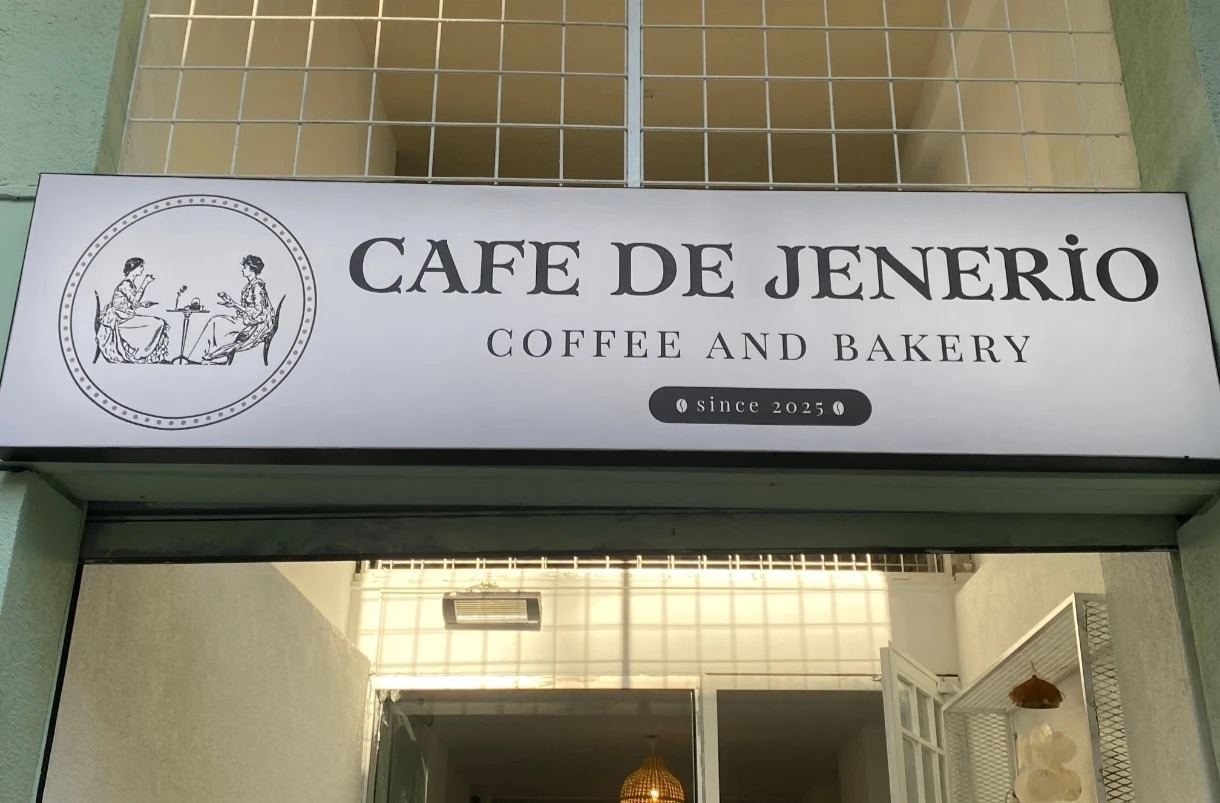 CAFE DE JENERİO
COFFEE AND BAKERY
since 2025